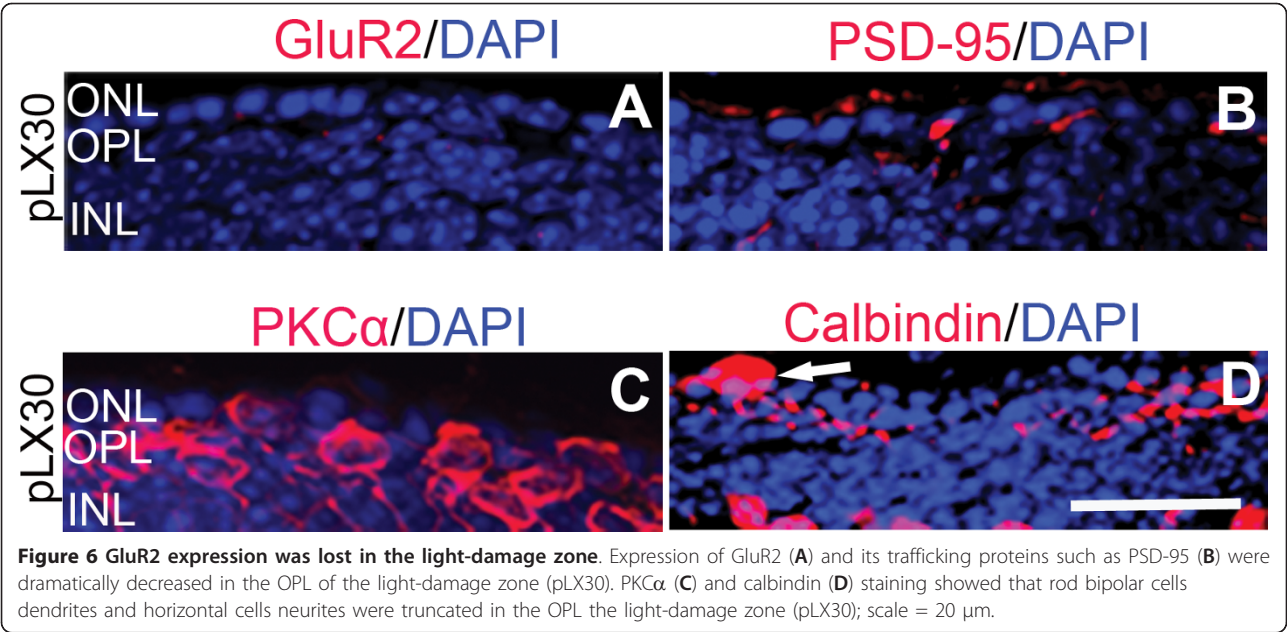 GluR2/DAPI
PSD-95/DAPI
pLX30
ONL
OPL
INL
A
B
PKCα/DAPI
Calbindin/DAPI
pLX30
ONL
OPL
INL
C
D
Figure 6 GluR2 expression was lost in the light-damage zone. Expression of GluR2 (A) and its trafficking proteins such as PSD-95 (B) were
dramatically decreased in the OPL of the light-damage zone (pLX30). PKCα (C) and calbindin (D) staining showed that rod bipolar cells
dendrites and horizontal cells neurites were truncated in the OPL the light-damage zone (pLX30); scale = 20 μm.